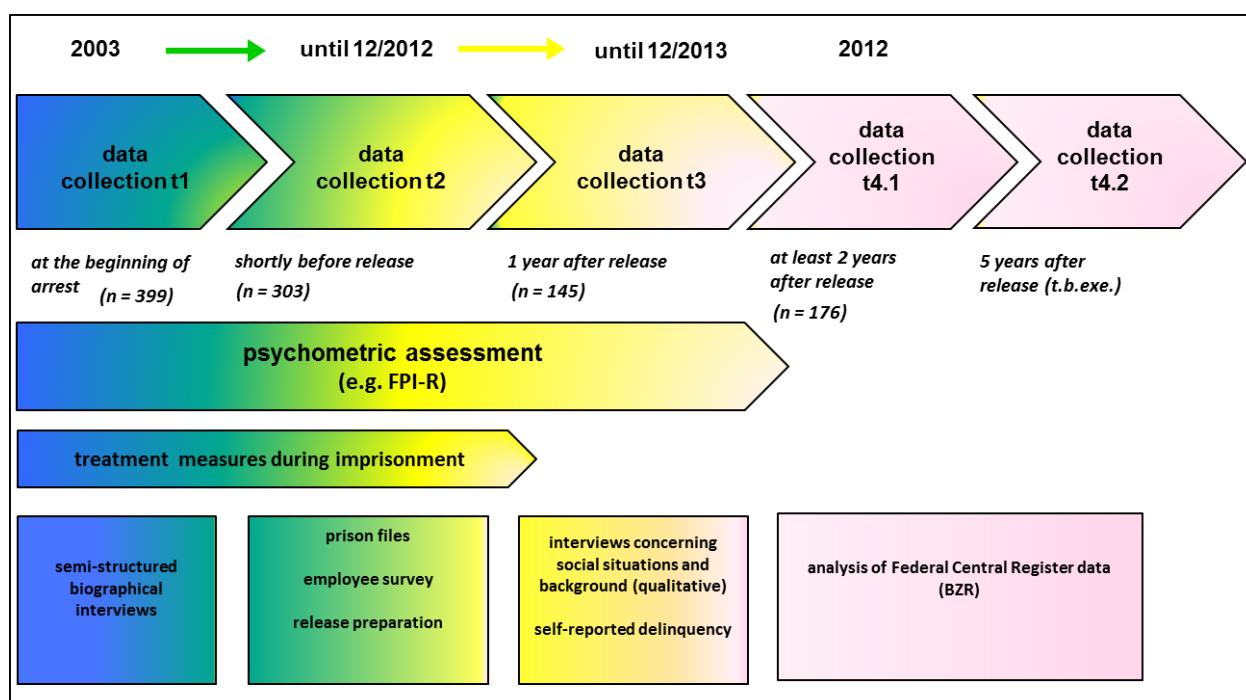 2003
until 12/2012
until 12/2013
2012
data
collection t1
data
collection t2
data
collection t3
data
collection
t4.1
data
collection
t4.2
at the beginning of
arrest (n = 399)
shortly before release
(n = 303)
1 year after release
(n = 145)
at least 2 years
after release
(n = 176)
5 years after
release (t.b.exe.)
psychometric assessment
(e.g. FPI-R)
treatment measures during imprisonment
semi-structured
biographical
interviews
prison files
employee survey
release preparation
interviews concerning
social situations and
background (qualitative)
self-reported delinquency
analysis of Federal Central Register data
(BZR)